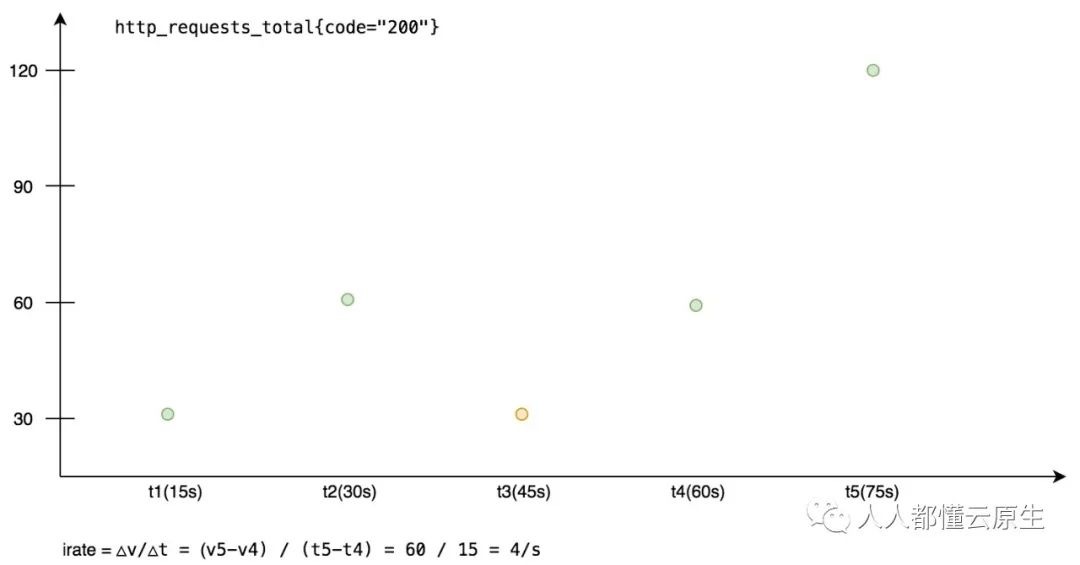 http_requests_total{code="200"}
120
90
60
30
t1(15s) t2(30s) t3(45s) t4(60s) t5(75s)
人人都懂云原生
irate = △v/△t = (v5-v4) / (t5-t4) = 60 / 15 = 4/s